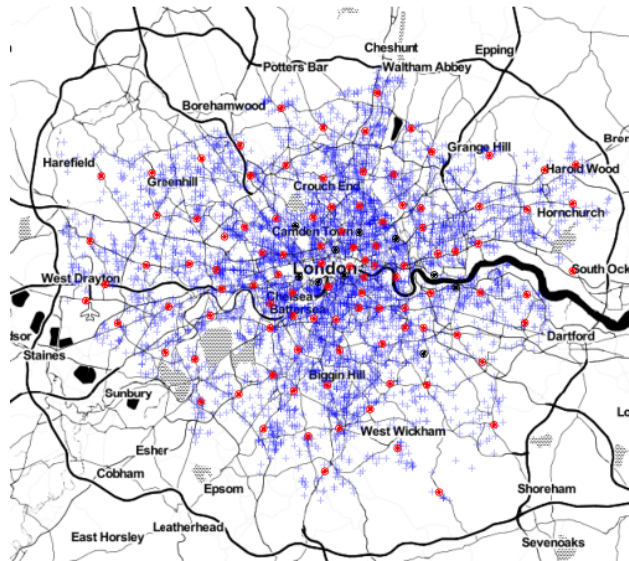 Cheshunt
Epping
Potters Bar
Waltham Abbey
Borehamwood
Grange Hill
Harefield
Harold Wood
Greenhill
Crouch End
Hornchurch
Camden Town
London
South Ock
West Drayton
Chelsea
Battersea
Dartford
Staines
Biggin Hill
Sunbury
West Wickham
Esher
Cobham
Epsom
Shoreham
Leatherhead
East Horsley
Sevenoaks